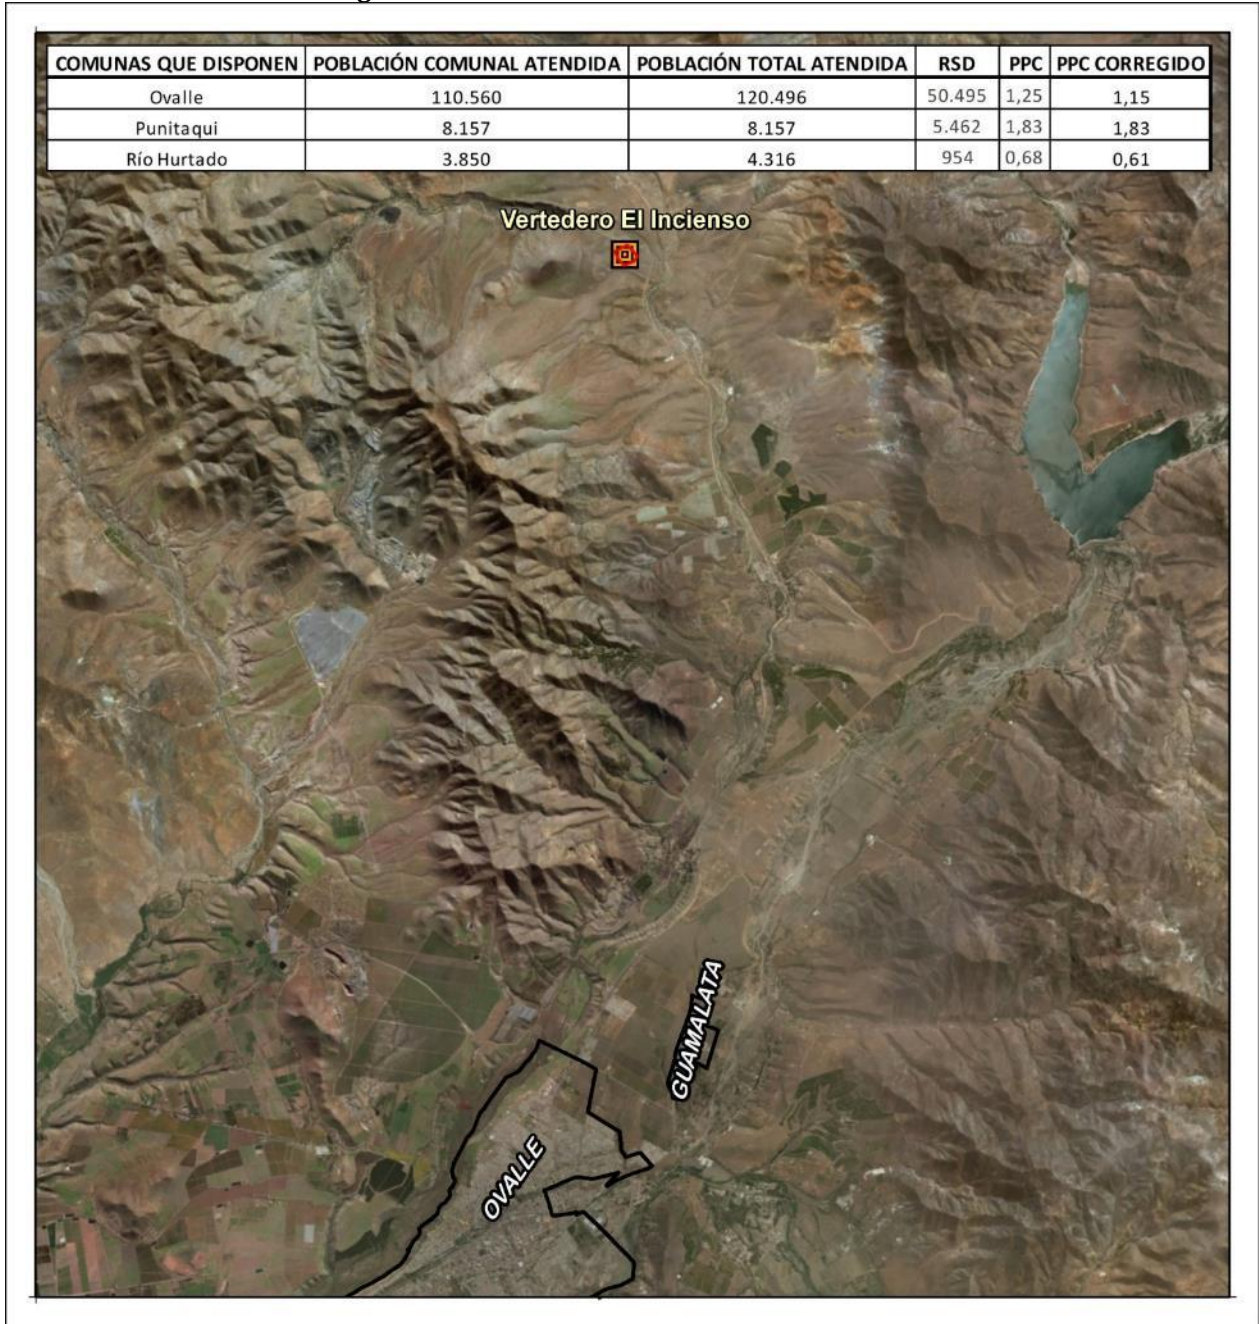 COMUNAS QUE DISPONEN POBLACIÓN COMUNAL ATENDIDA POBLACIÓN TOTAL ATENDIDA RSD PPC PPC CORREGIDO
Ovalle 110.560 120.496 50.495 1,25 1,15
Punitaqui 8.157 8.157 5.462 1,83 1,83
Río Hurtado 3.850 4.316 954 0,68 0,61
Vertedero El Incienso
GUAMALATA
OVALLE